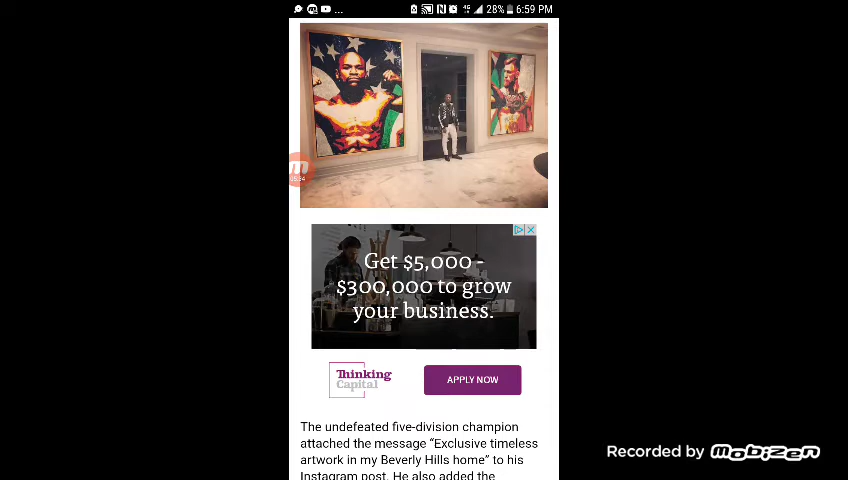 ... 4G 28% 6:59 PM
Get $5,000 -
$300,000 to grow
your business.
Thinking
Capital
APPLY NOW
The undefeated five-division champion
attached the message “Exclusive timeless
artwork in my Beverly Hills home” to his
Instagram post. He also added the
Recorded by mobizen